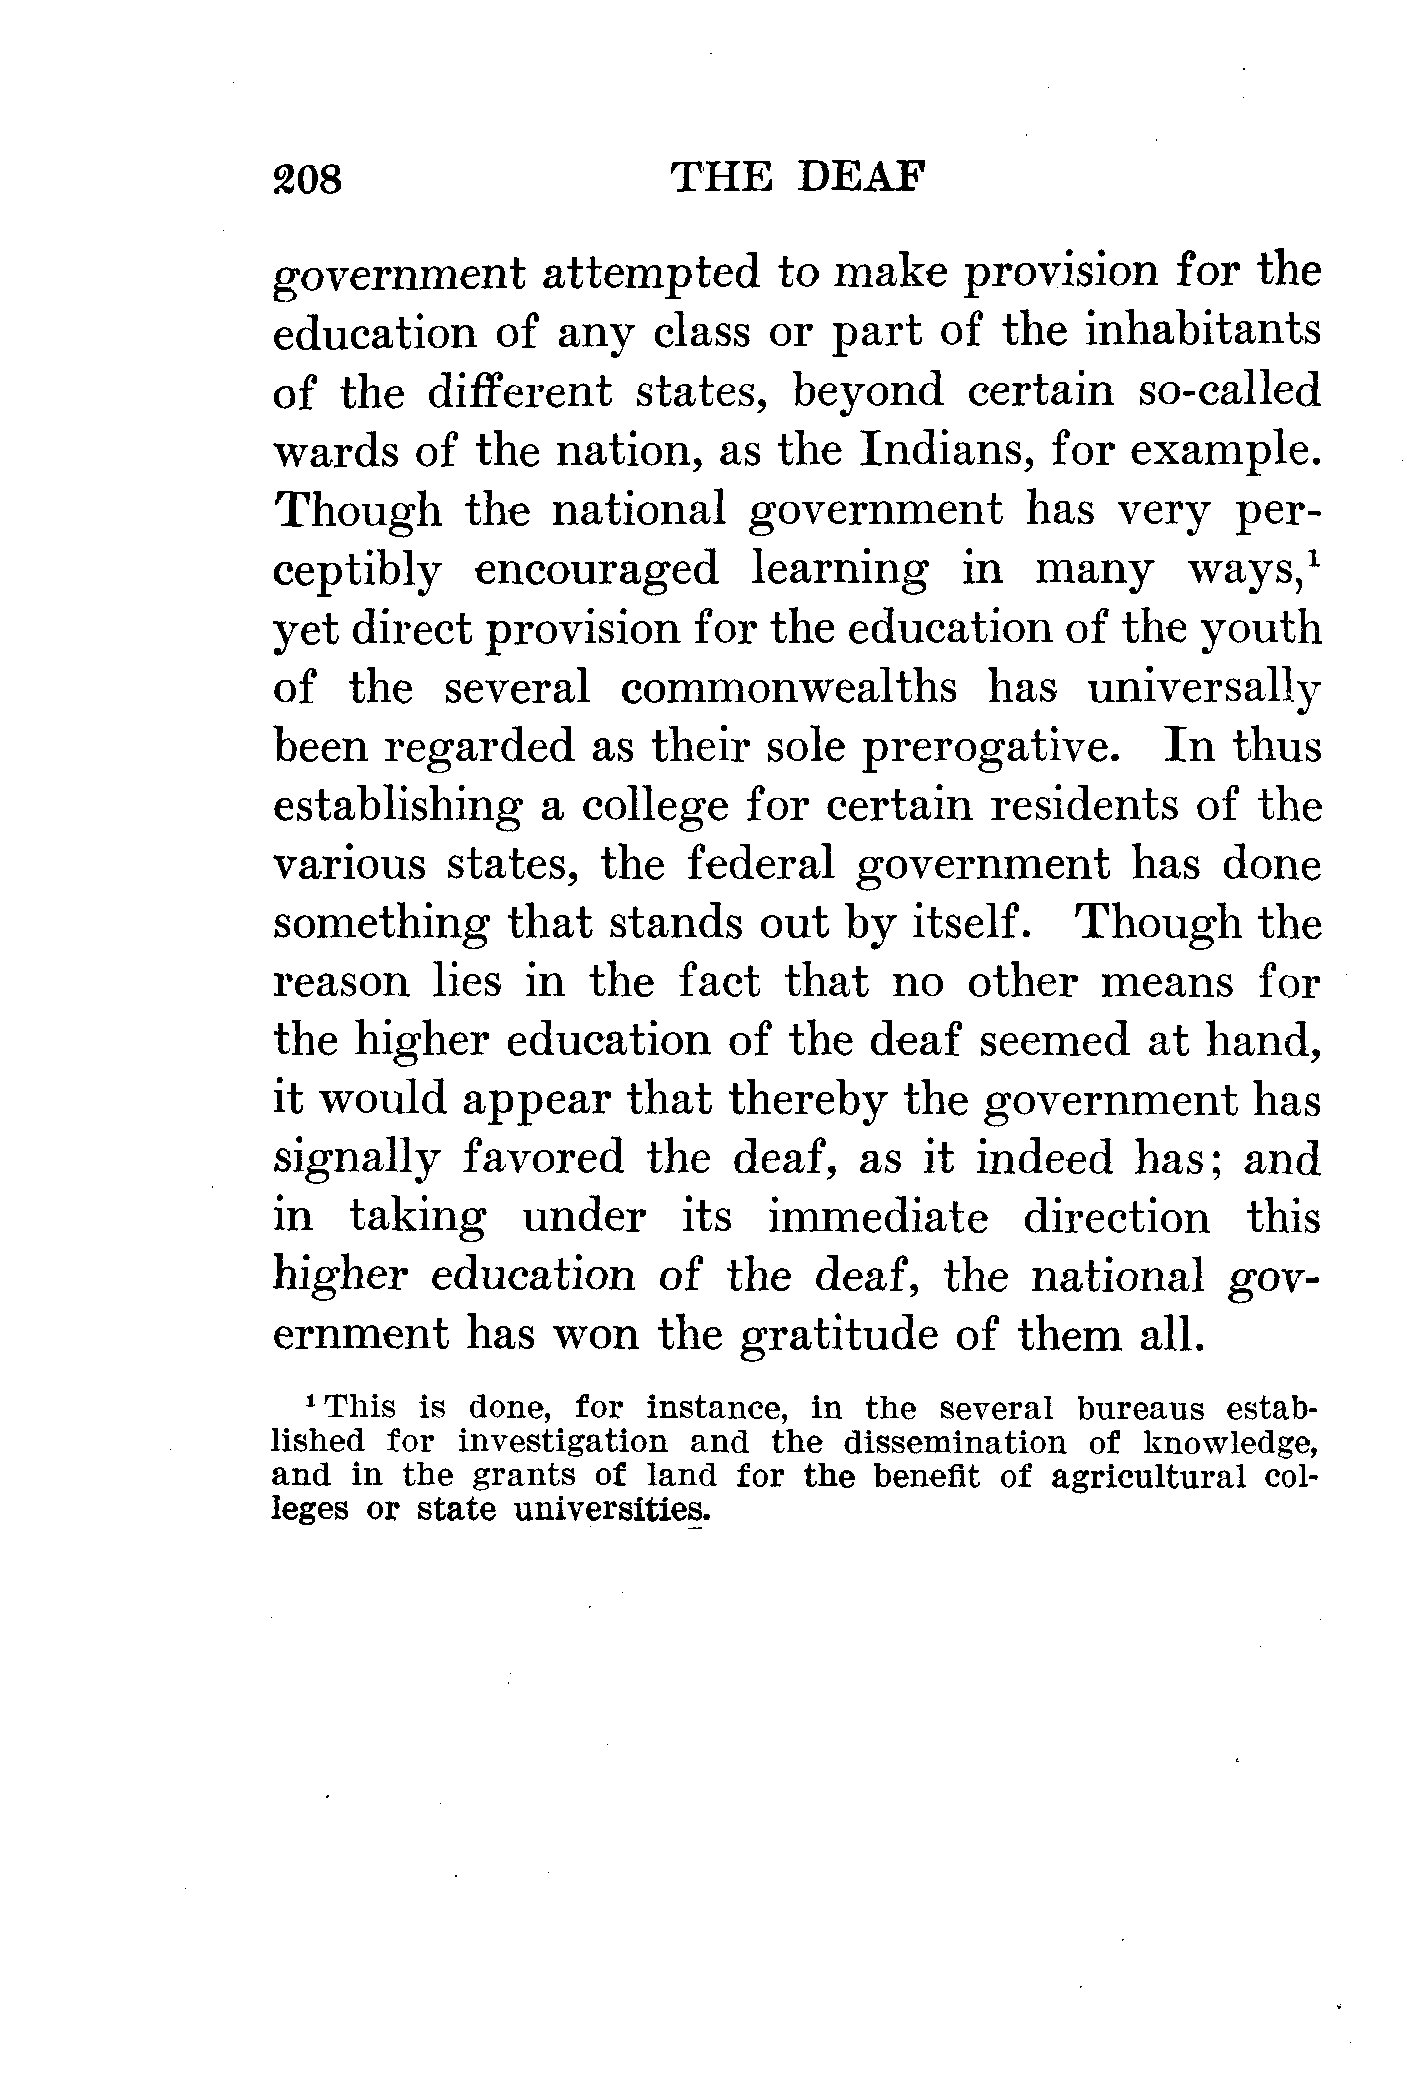 208 THE DEAF
government attempted to make provision for the
education of any class or part of the inhabitants
of the different states, beyond certain so-called
wards of the nation, as the Indians, for example.
Though the national government has very per-
ceptibly encouraged learning in many ways,¹
yet direct provision for the education of the youth
of the several commonwealths has universally
been regarded as their sole prerogative. In thus
establishing a college for certain residents of the
various states, the federal government has done
something that stands out by itself. Though the
reason lies in the fact that no other means for
the higher education of the deaf seemed at hand,
it would appear that thereby the government has
signally favored the deaf, as it indeed has; and
in taking under its immediate direction this
higher education of the deaf, the national gov-
ernment has won the gratitude of them all.
¹ This is done, for instance, in the several bureaus estab-
lished for investigation and the dissemination of knowledge,
and in the grants of land for the benefit of agricultural col-
leges or state universities.